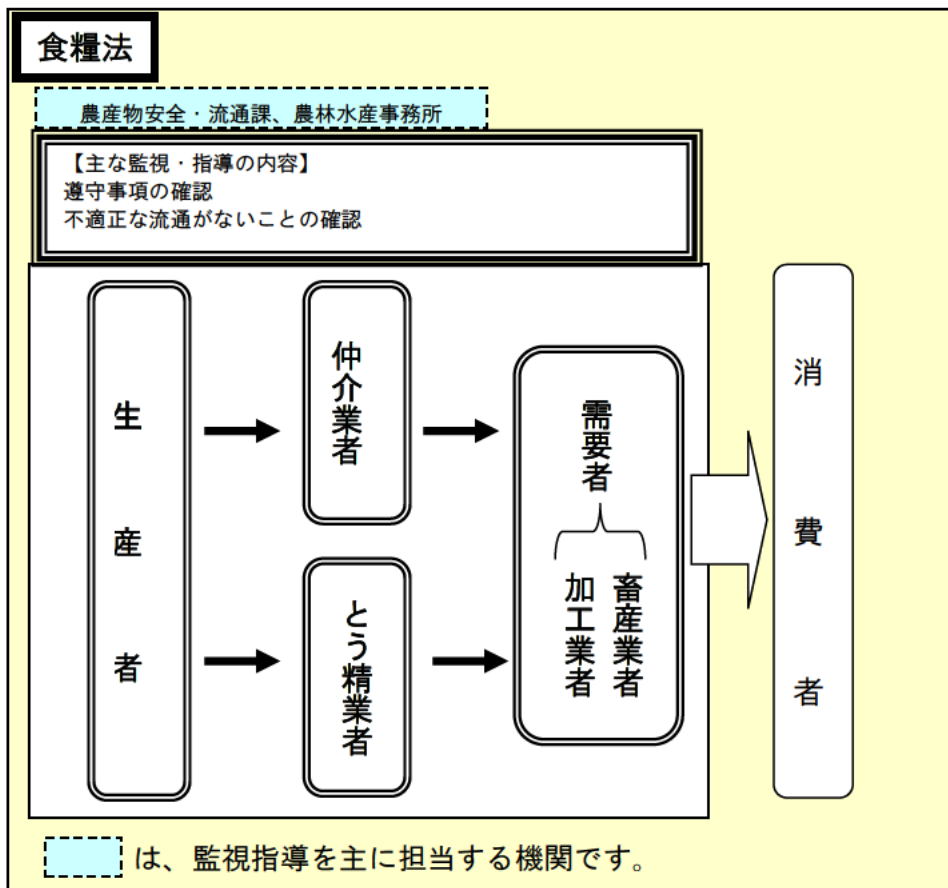 食糧法
農産物安全・流通課、農林水産事務所
【主な監視・指導の内容】
遵守事項の確認
不適正な流通がないことの確認
生産者
仲介業者
とう精業者
需要者
畜産業者
加工業者
消費者
は、監視指導を主に担当する機関です。